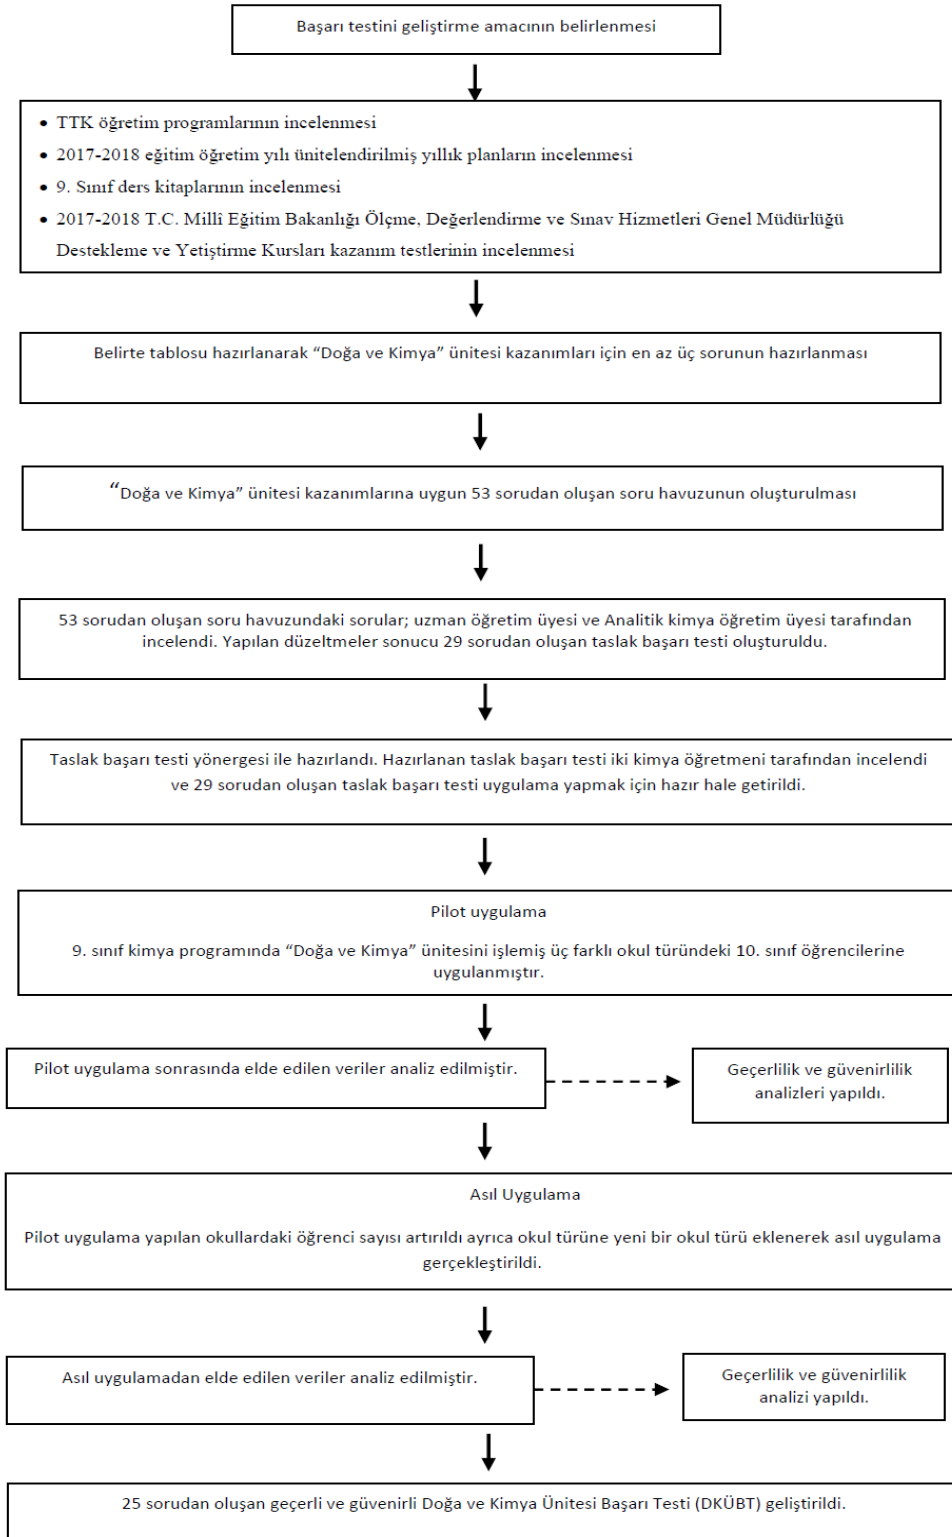 Başarı testini geliştirme amacının belirlenmesi
• TTK öğretim programlarının incelenmesi
• 2017-2018 eğitim öğretim yılı ünitelendirilmiş yıllık planların incelenmesi
• 9. Sınıf ders kitaplarının incelenmesi
• 2017-2018 T.C. Millî Eğitim Bakanlığı Ölçme, Değerlendirme ve Sınav Hizmetleri Genel Müdürlüğü
Destekleme ve Yetiştirme Kursları kazanım testlerinin incelenmesi
Belirte tablosu hazırlanarak “Doğa ve Kimya” ünitesi kazanımları için en az üç sorunun hazırlanması
“Doğa ve Kimya” ünitesi kazanımlarına uygun 53 sorudan oluşan soru havuzunun oluşturulması
53 sorudan oluşan soru havuzundaki sorular; uzman öğretim üyesi ve Analitik kimya öğretim üyesi tarafından
incelendi. Yapılan düzeltmeler sonucu 29 sorudan oluşan taslak başarı testi oluşturuldu.
Taslak başarı testi yönergesi ile hazırlandı. Hazırlanan taslak başarı testi iki kimya öğretmeni tarafından incelendi
ve 29 sorudan oluşan taslak başarı testi uygulama yapmak için hazır hale getirildi.
Pilot uygulama
9. sınıf kimya programında “Doğa ve Kimya” ünitesini işlemiş üç farklı okul türündeki 10. sınıf öğrencilerine
uygulanmıştır.
Pilot uygulama sonrasında elde edilen veriler analiz edilmiştir.
Geçerlilik ve güvenirlilik
analizleri yapıldı.
Asıl Uygulama
Pilot uygulama yapılan okullardaki öğrenci sayısı artırıldı ayrıca okul türüne yeni bir okul türü eklenerek asıl uygulama
gerçekleştirildi.
Asıl uygulamadan elde edilen veriler analiz edilmiştir.
Geçerlilik ve güvenirlilik
analizi yapıldı.
25 sorudan oluşan geçerli ve güvenirli Doğa ve Kimya Ünitesi Başarı Testi (DKÜBT) geliştirildi.